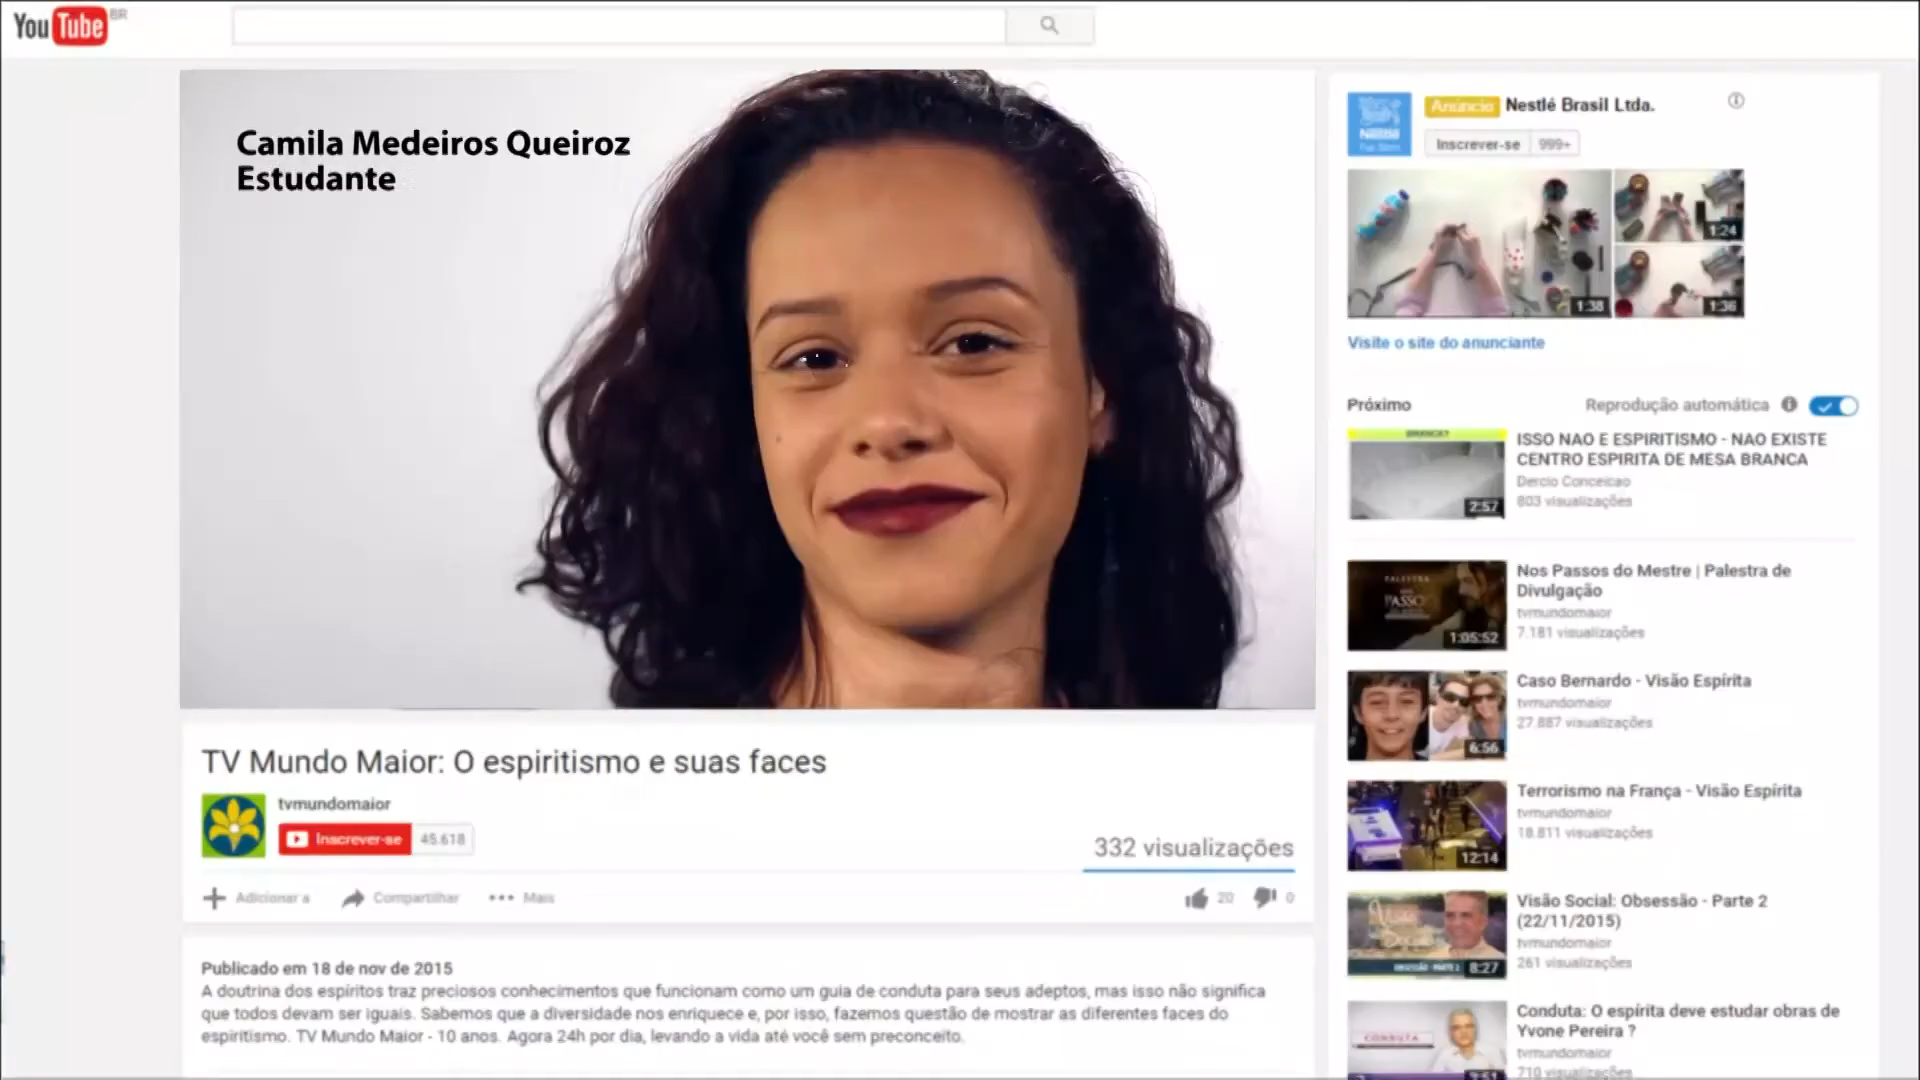 YouTube BR
Camila Medeiros Queiroz
Estudante
TV Mundo Maior: O espiritismo e suas faces
tvmundomaior
Inscrever-se 45.618
332 visualizações
Adicionar a Compartilhar Mais 20 0
Publicado em 18 de nov de 2015
A doutrina dos espíritos traz preciosos conhecimentos que funcionam como um guia de conduta para seus adeptos, mas isso não significa
que todos devam ser iguais. Sabemos que a diversidade nos enriquece e, por isso, fazemos questão de mostrar as diferentes faces do
espiritismo. TV Mundo Maior - 10 anos. Agora 24h por dia, levando a vida até você sem preconceito.
Nestlé
Anúncio Nestlé Brasil Ltda.
Inscrever-se 999+
1:24
1:38
1:36
Visite o site do anunciante
Próximo Reprodução automática
ISSO NAO E ESPIRITISMO - NAO EXISTE
CENTRO ESPIRITA DE MESA BRANCA
Dercio Conceicao
803 visualizações
2:57
Nos Passos do Mestre | Palestra de
Divulgação
tvmundomaior
7.181 visualizações
PALESTRA
1:05:52
Caso Bernardo - Visão Espírita
tvmundomaior
27.887 visualizações
6:56
Terrorismo na França - Visão Espírita
tvmundomaior
18.811 visualizações
12:14
Visão Social: Obsessão - Parte 2
(22/11/2015)
tvmundomaior
261 visualizações
Visão Social
8:27
Conduta: O espírita deve estudar obras de
Yvone Pereira ?
tvmundomaior
710 visualizações
CONDUTA